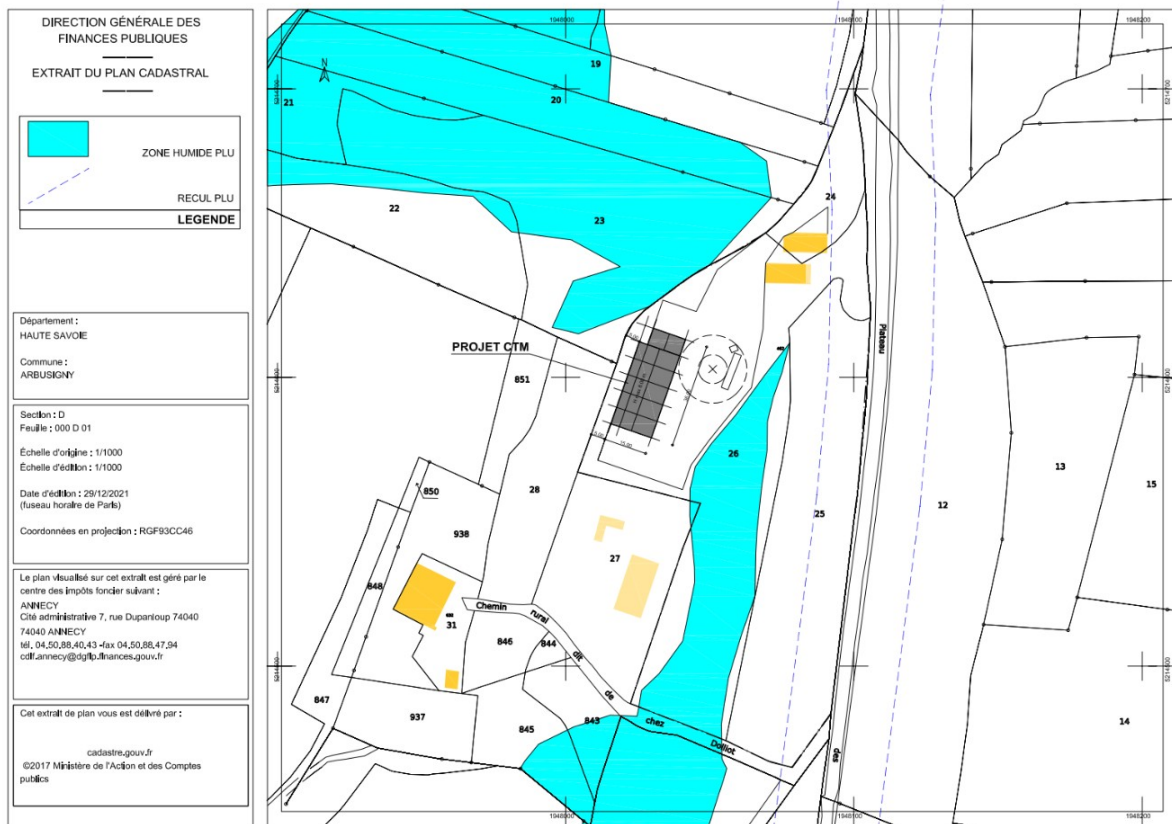 DIRECTION GÉNÉRALE DES
FINANCES PUBLIQUES
EXTRAIT DU PLAN CADASTRAL
ZONE HUMIDE PLU
RECUL PLU
LEGENDE
Département :
HAUTE SAVOIE
Commune :
ARBUSIGNY
Section : D
Feuille : 000 D 01
Échelle d'origine : 1/1000
Échelle d'édition : 1/1000
Date d'édition : 29/12/2021
(fuseau horaire de Paris)
Coordonnées en projection : RGF93CC46
Le plan visualisé sur cet extrait est géré par le
centre des impôts foncier suivant :
ANNECY
Cité administrative 7, rue Dupanloup 74040
74040 ANNECY
tél. 04.50.88.40.43 -fax 04.50.88.47.94
cdif.annecy@dgfip.finances.gouv.fr
Cet extrait de plan vous est délivré par :
cadastre.gouv.fr
©2017 Ministère de l'Action et des Comptes
publics
1948000
1948100
1948200
N
19
20
21
22
23
24
PROJET CTM
851
Plateau
28
26
25
12
13
15
850
938
27
848
31
Chemin
rural
dit
de
chez
Dolliot
846
844
847
937
845
843
des
14
1948000
1948100
1948200